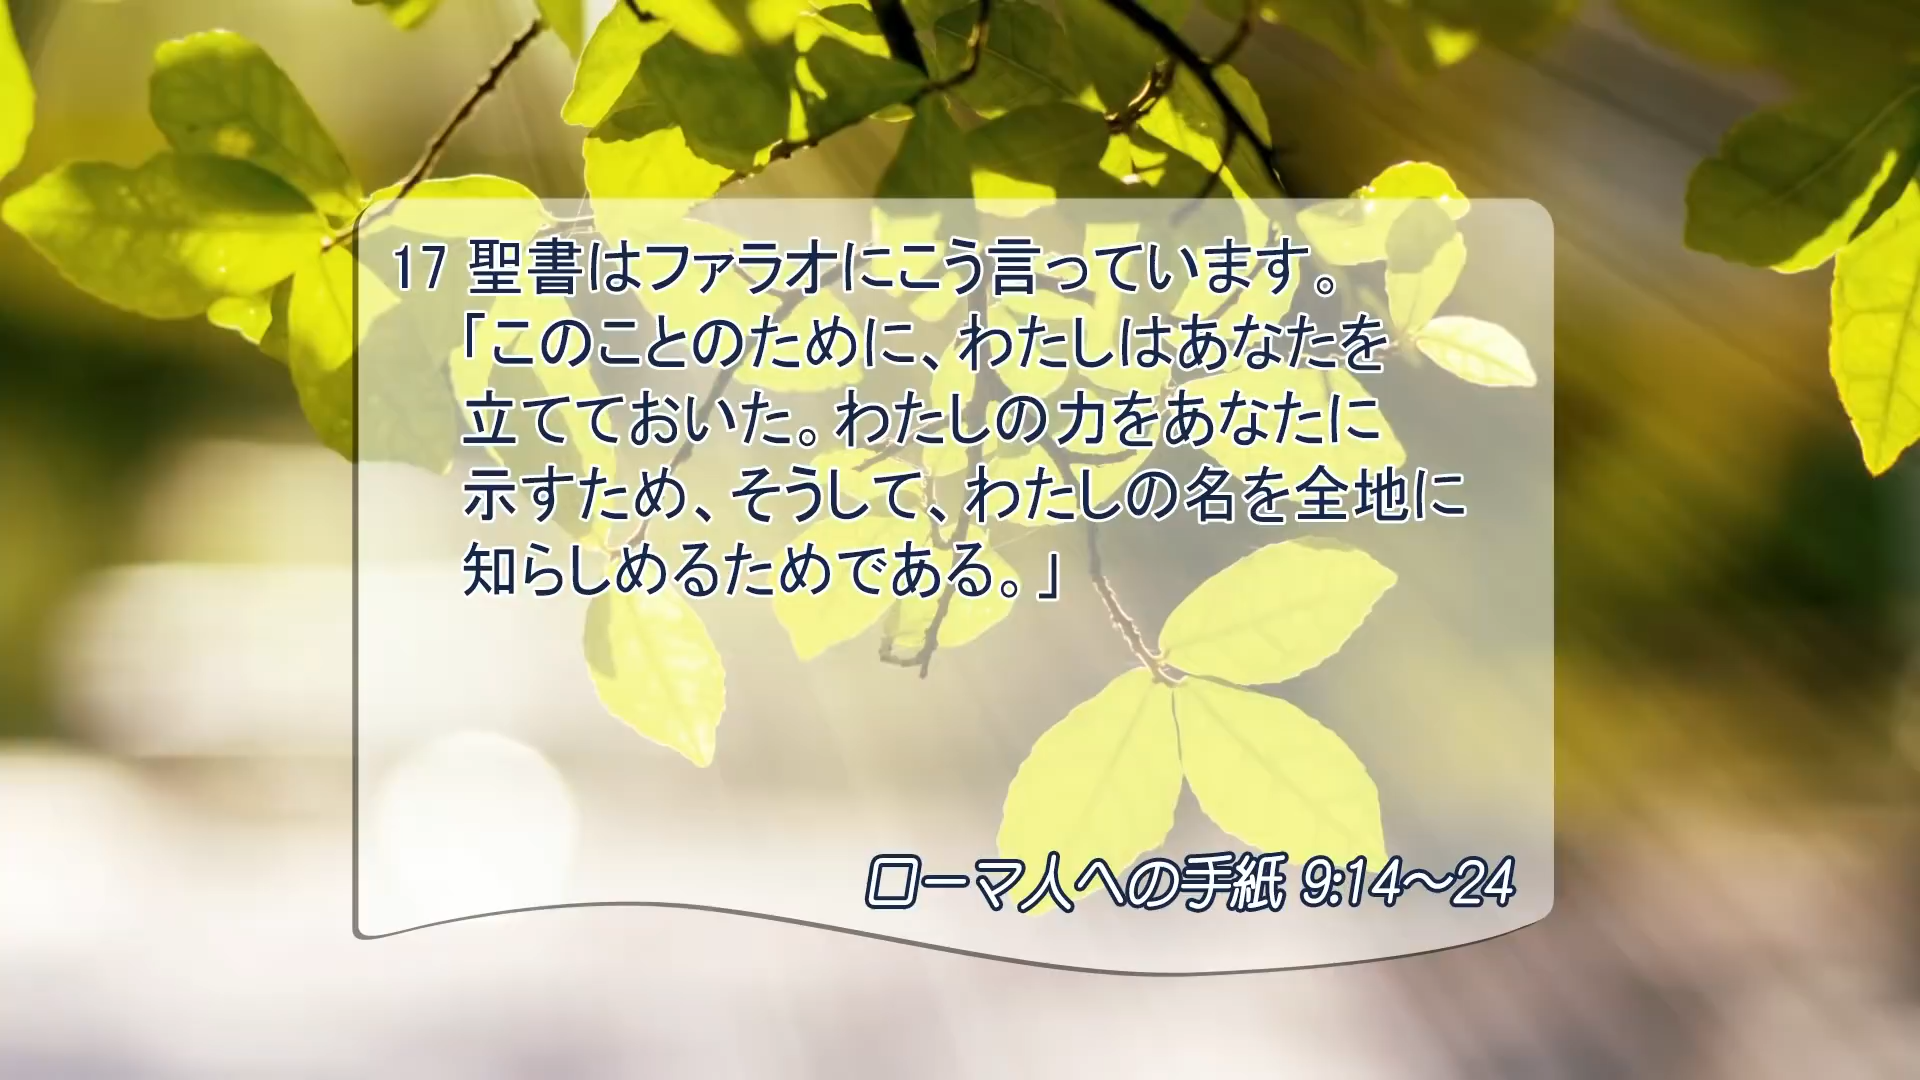 17 聖書はファラオにこう言っています。
「このことのために、わたしはあなたを
立てておいた。わたしの力をあなたに
示すため、そうして、わたしの名を全地に
知らしめるためである。」
ローマ人への手紙 9:14～24